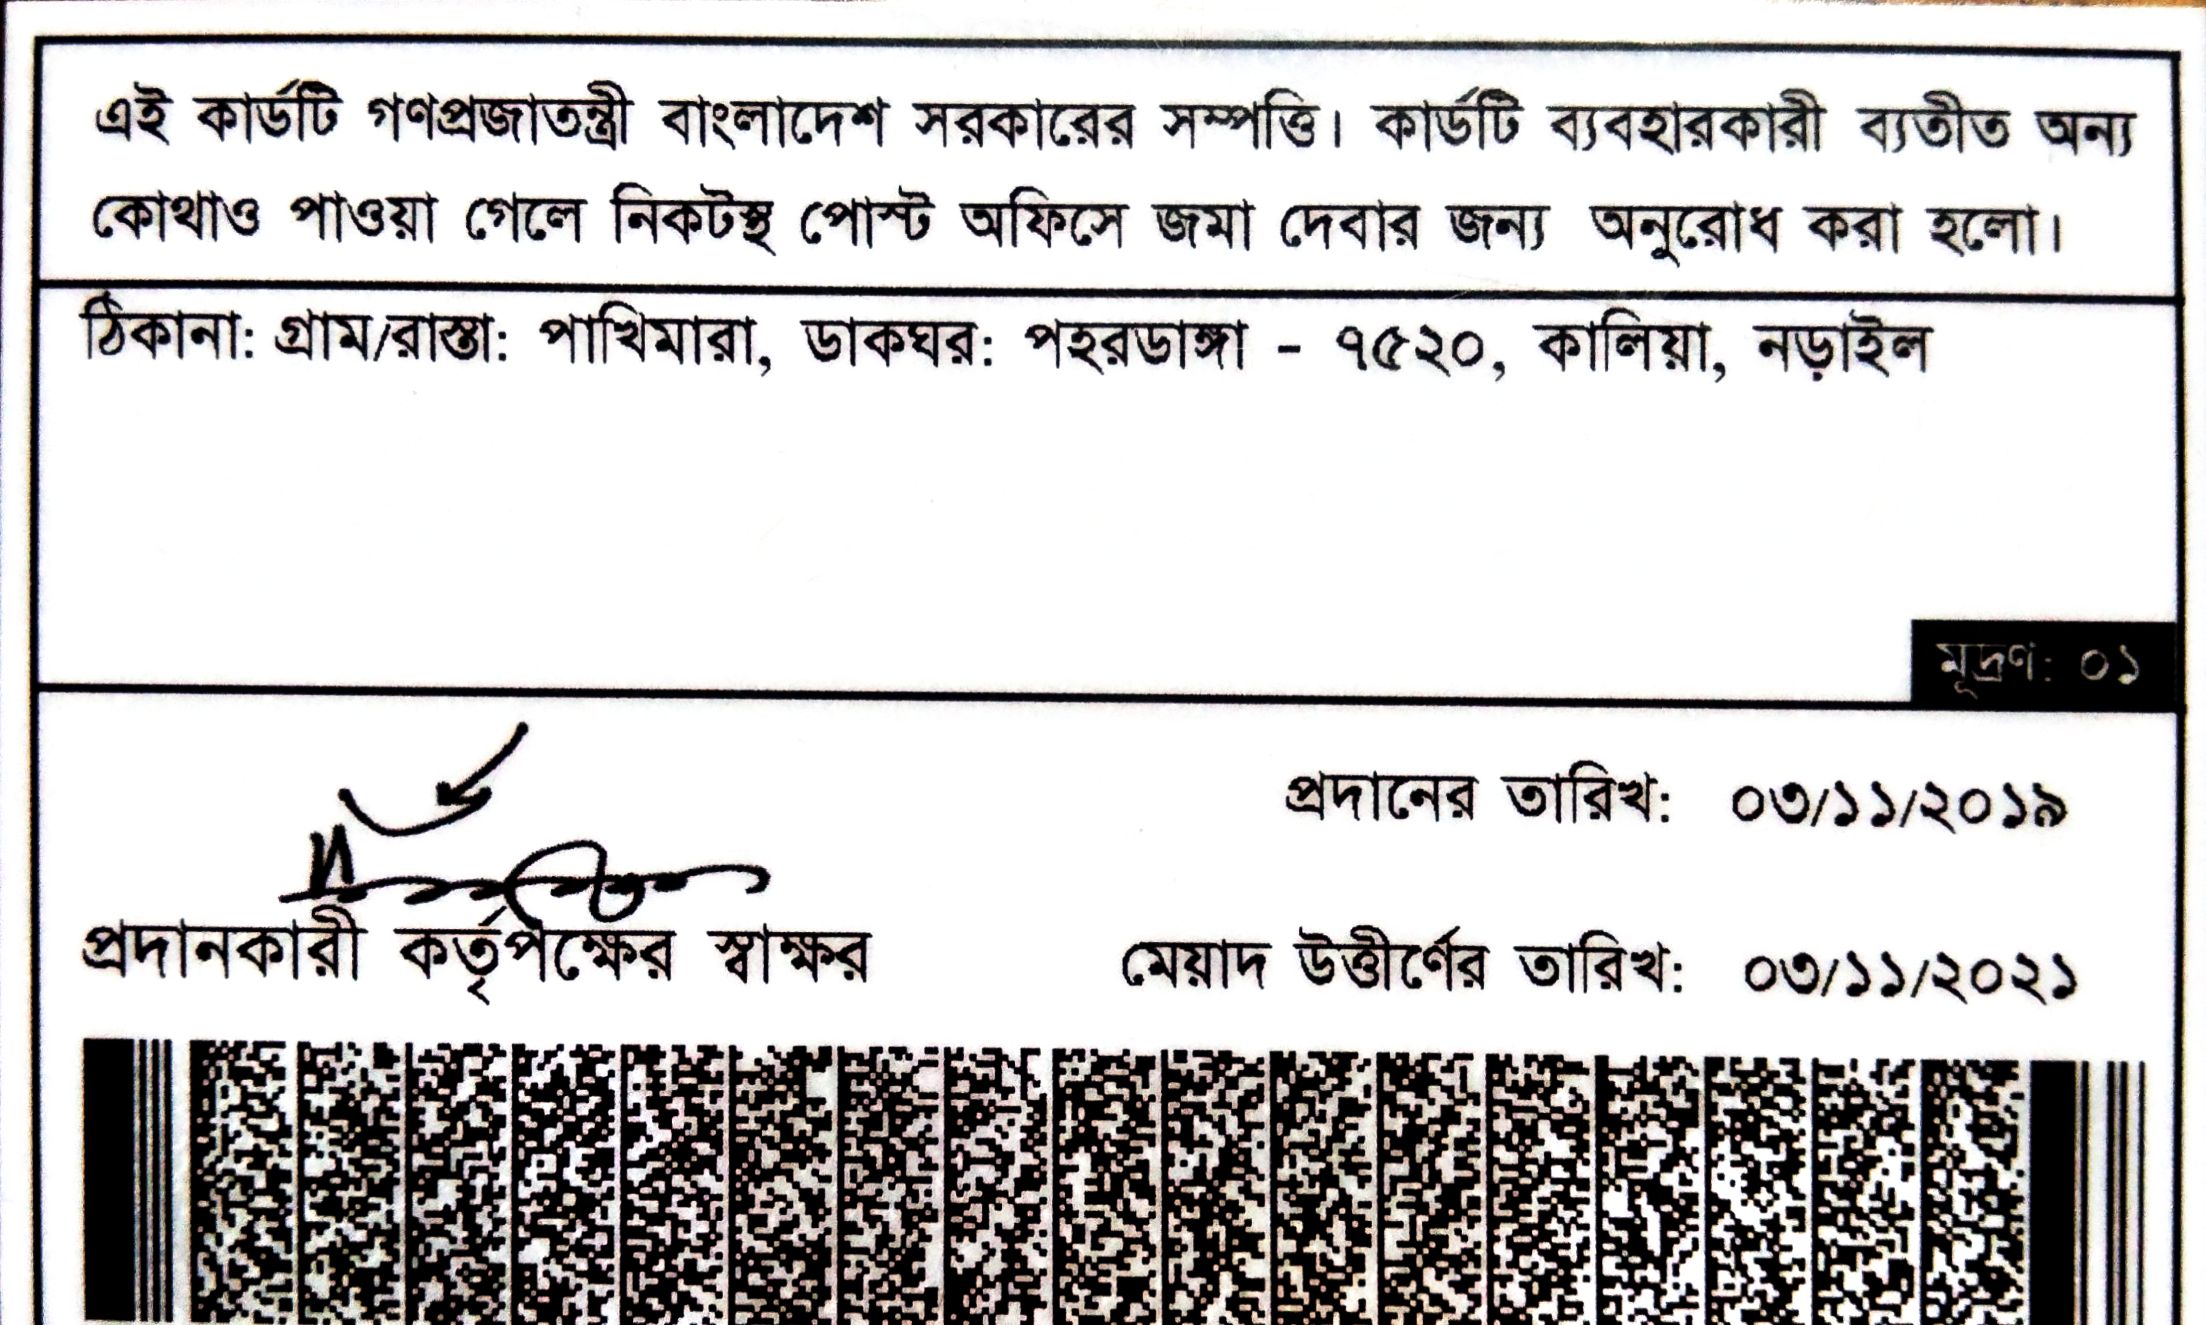 এই কার্ডটি গণপ্রজাতন্ত্রী বাংলাদেশ সরকারের সম্পত্তি। কার্ডটি ব্যবহারকারী ব্যতীত অন্য
কোথাও পাওয়া গেলে নিকটস্থ পোস্ট অফিসে জমা দেবার জন্য অনুরোধ করা হলো।
ঠিকানা: গ্রাম/রাস্তা: পাখিমারা, ডাকঘর: পহরডাঙ্গা - ৭৫২০, কালিয়া, নড়াইল
মূদ্রণ: ০১
প্রদানের তারিখ: ০৩/১১/২০১৯
প্রদানকারী কর্তৃপক্ষের স্বাক্ষর মেয়াদ উত্তীর্ণের তারিখ: ০৩/১১/২০২১